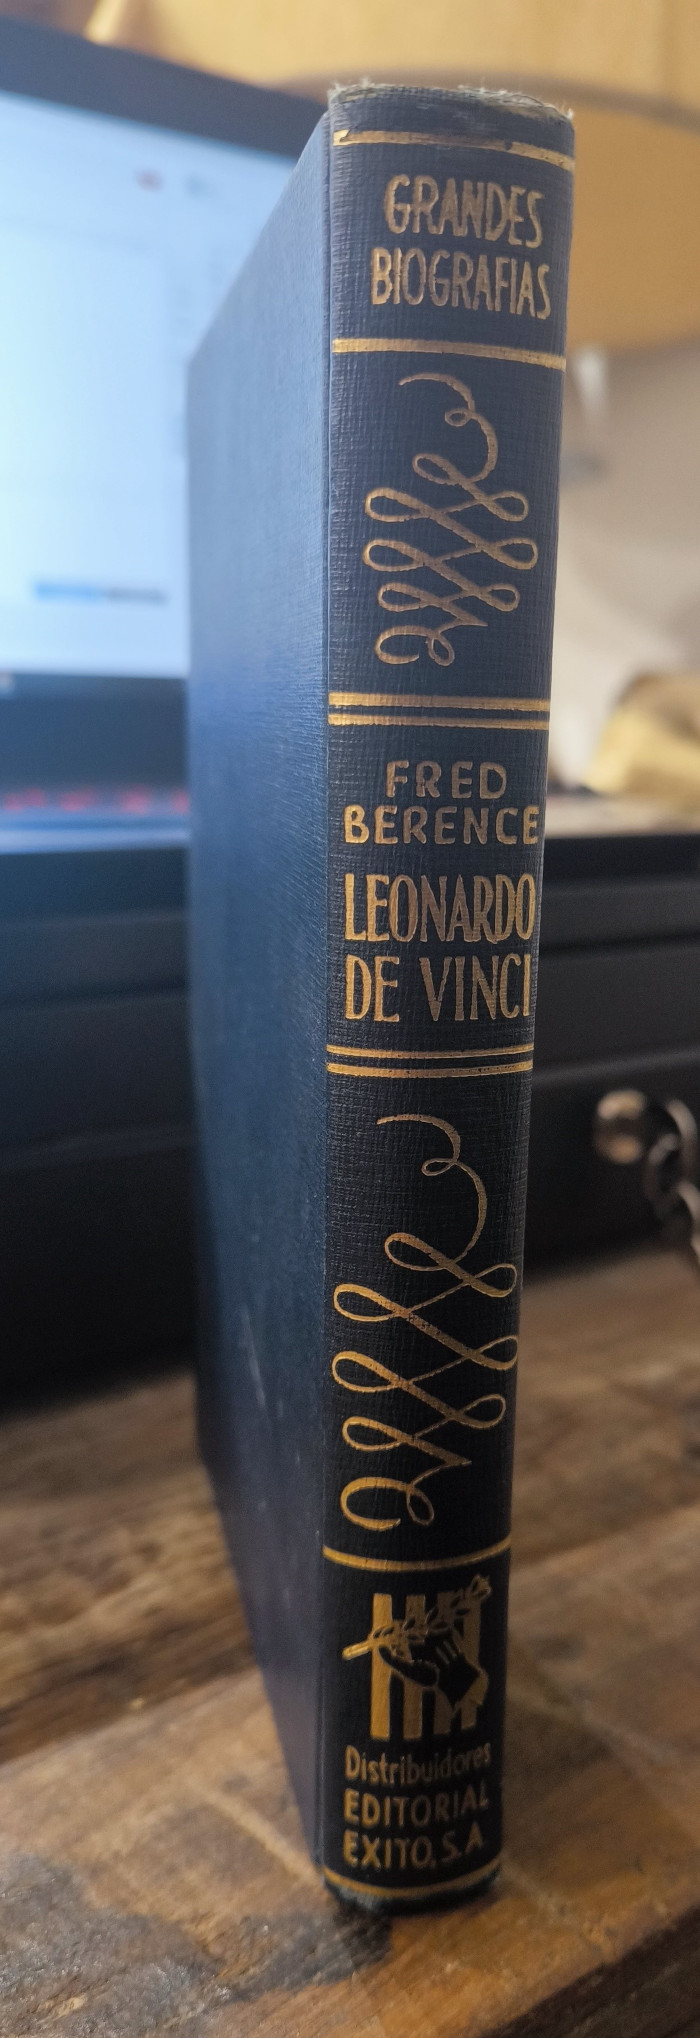 GRANDES
BIOGRAFIAS
FRED
BERENCE
LEONARDO
DE VINCI
Distribuidores
EDITORIAL
EXITO, S.A.